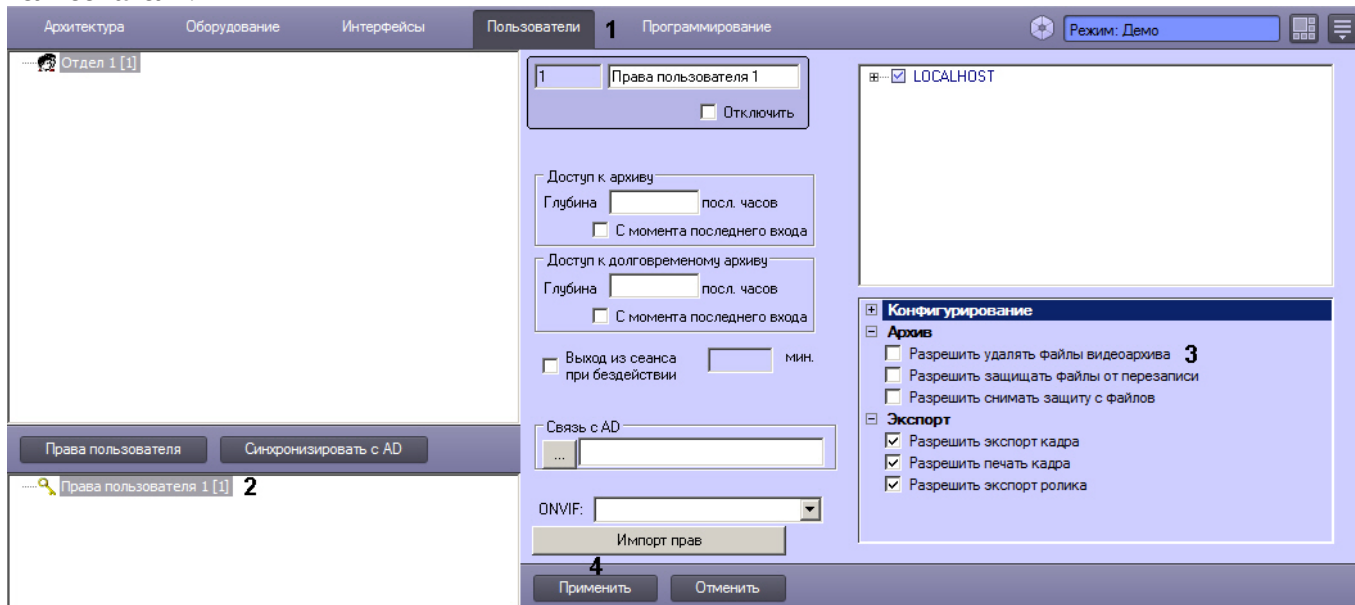 Архитектура Оборудование Интерфейсы Пользователи 1 Программирование Режим: Демо
Отдел 1 [1]
1 Права пользователя 1
Отключить
Доступ к архиву
Глубина посл. часов
С момента последнего входа
Доступ к долговременому архиву
Глубина посл. часов
С момента последнего входа
Выход из сеанса мин.
при бездействии
Связь с AD
...
ONVIF:
Импорт прав
4
Применить Отменить
LOCALHOST
Конфигурирование
Архив
Разрешить удалять файлы видеоархива 3
Разрешить защищать файлы от перезаписи
Разрешить снимать защиту с файлов
Экспорт
Разрешить экспорт кадра
Разрешить печать кадра
Разрешить экспорт ролика
Права пользователя Синхронизировать с AD
Права пользователя 1 [1] 2